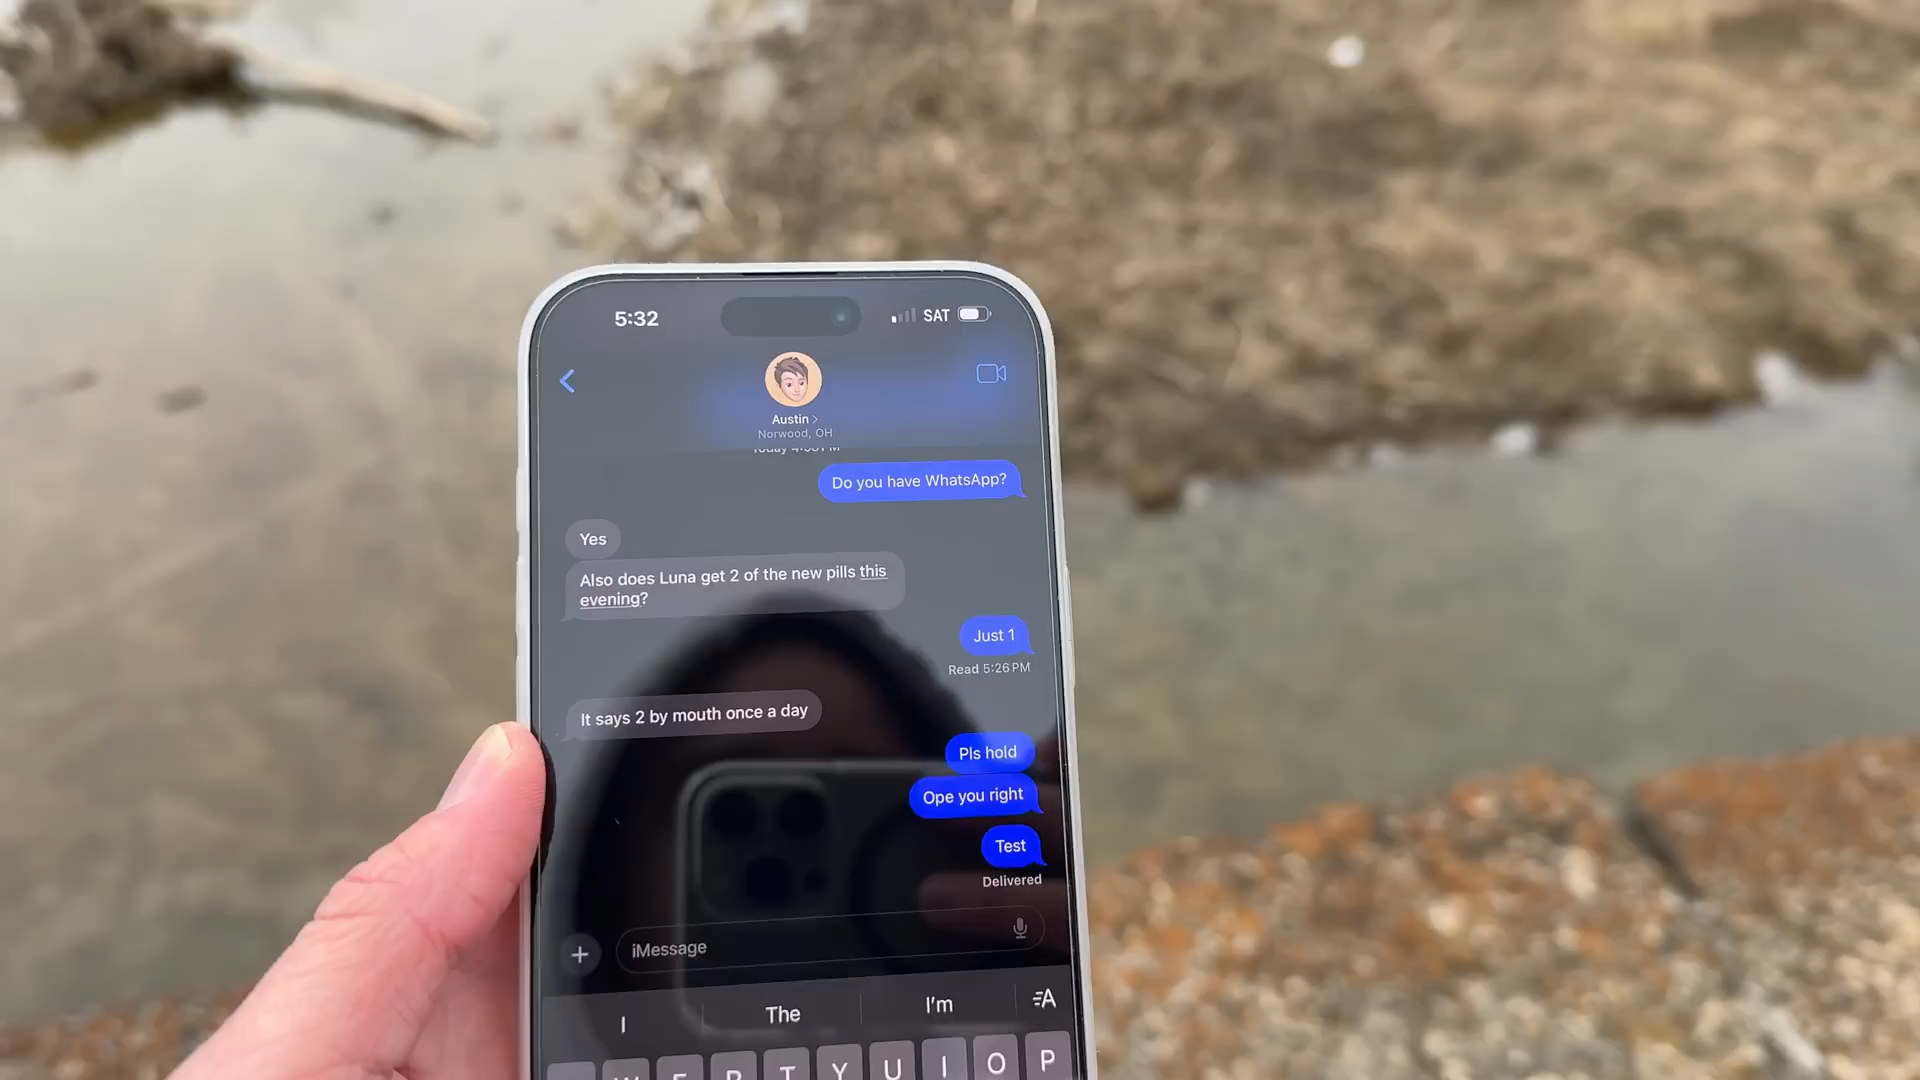 5:32
SAT
Austin
Norwood, OH
Do you have WhatsApp?
Yes
Also does Luna get 2 of the new pills this
evening?
Just 1
Read 5:26 PM
It says 2 by mouth once a day
Pls hold
Ope you right
Test
Delivered
iMessage
I The I'm
W E R T Y U I O P